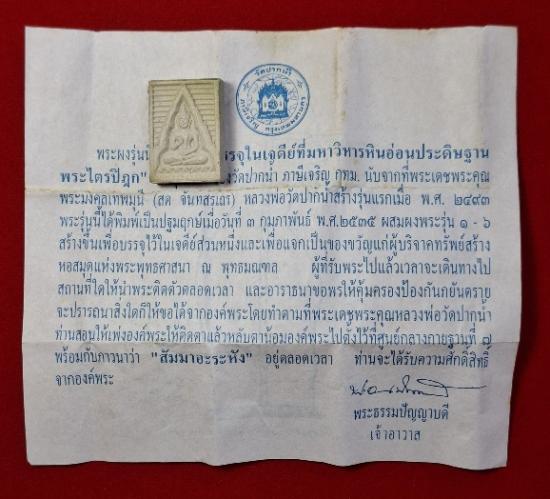 วัดปากน้ำ
ภาษีเจริญ กรุงเทพมหานคร
พระผงรุ่นนี้ รจุในเจดีย์ที่มหาวิหารหินอ่อนประดิษฐาน
พระไตรปิฎก" งวัดปากน้ำ ภาษีเจริญ กทม. นับจากที่พระเดชพระคุณ
พระมงคลเทพมุนี (สด จันทสรเถร) หลวงพ่อวัดปากน้ำสร้างรุ่นแรกเมื่อ พ.ศ. ๒๔๙๓
พระรุ่นนี้ได้พิมพ์เป็นปฐมฤกษ์เมื่อวันที่ ๓ กุมภาพันธ์ พ.ศ.๒๕๓๕ ผสมผงพระรุ่น ๑ - ๖
สร้างขึ้นเพื่อบรรจุไว้ในเจดีย์ส่วนหนึ่งและเพื่อแจกเป็นของขวัญแก่ผู้บริจาคทรัพย์สร้าง
หอสมุดแห่งพระพุทธศาสนา ณ พุทธมณฑล ผู้ที่รับพระไปแล้วเวลาจะเดินทางไป
สถานที่ใดให้นำพระติดตัวตลอดเวลา และอาราธนาขอพรให้คุ้มครองป้องกันภยันตราย
จะปรารถนาสิ่งใดก็ให้ขอได้จากองค์พระโดยทำตามที่พระเดชพระคุณหลวงพ่อวัดปากน้ำ
ท่านสอนให้เพ่งองค์พระให้ติดตาแล้วหลับตาน้อมองค์พระไปตั้งไว้ที่ศูนย์กลางกายฐานที่ ๗
พร้อมกับภาวนาว่า "สัมมาอะระหัง" อยู่ตลอดเวลา ท่านจะได้รับความศักดิ์สิทธิ์
จากองค์พระ
พระธรรมปัญญาบดี
เจ้าอาวาส